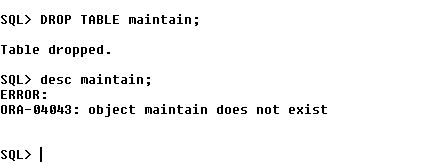 SQL> DROP TABLE maintain;
Table dropped.
SQL> desc maintain;
ERROR:
ORA-04043: object maintain does not exist
SQL>